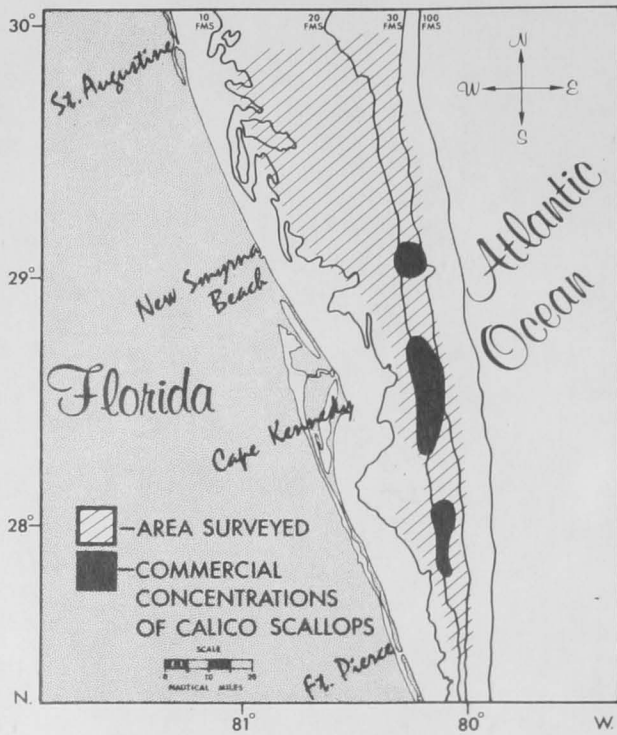 30°
10 FMS
20 FMS
30 FMS
100 FMS
St. Augustine
N
W E
S
29°
New Smyrna
Beach
Atlantic
Ocean
Florida
Cape Kennedy
28°
AREA SURVEYED
COMMERCIAL
CONCENTRATIONS
OF CALICO SCALLOPS
SCALE
NAUTICAL MILES
Ft. Pierce
N.
81°
80°
W.